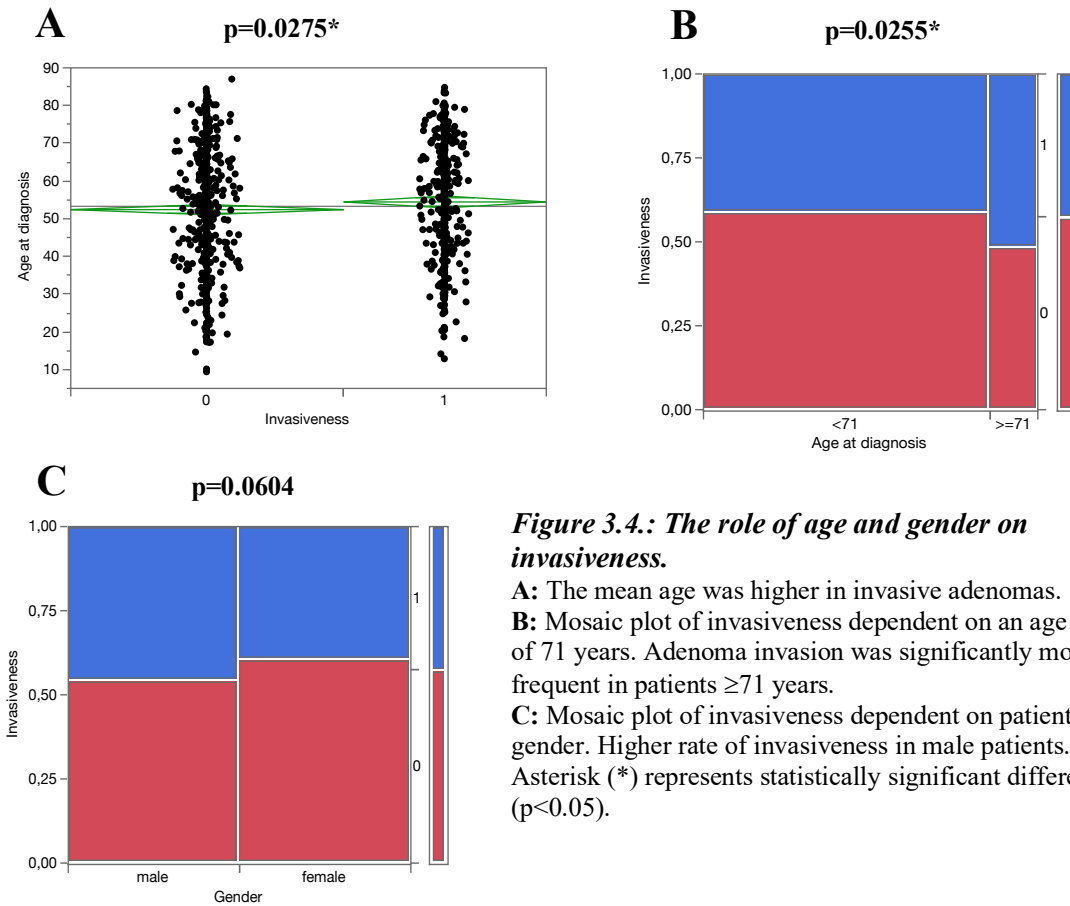 A
p=0.0275*
90
80
70
60
50
40
30
20
10
Age at diagnosis
0
1
Invasiveness
B
p=0.0255*
1,00
0,75
0,50
0,25
0,00
Invasiveness
1
0
<71
>=71
Age at diagnosis
C
p=0.0604
1,00
0,75
0,50
0,25
0,00
Invasiveness
1
0
male
female
Gender
Figure 3.4.: The role of age and gender on
invasiveness.
A: The mean age was higher in invasive adenomas.
B: Mosaic plot of invasiveness dependent on an age
of 71 years. Adenoma invasion was significantly mo
frequent in patients ≥71 years.
C: Mosaic plot of invasiveness dependent on patient
gender. Higher rate of invasiveness in male patients.
Asterisk (*) represents statistically significant differe
(p<0.05).